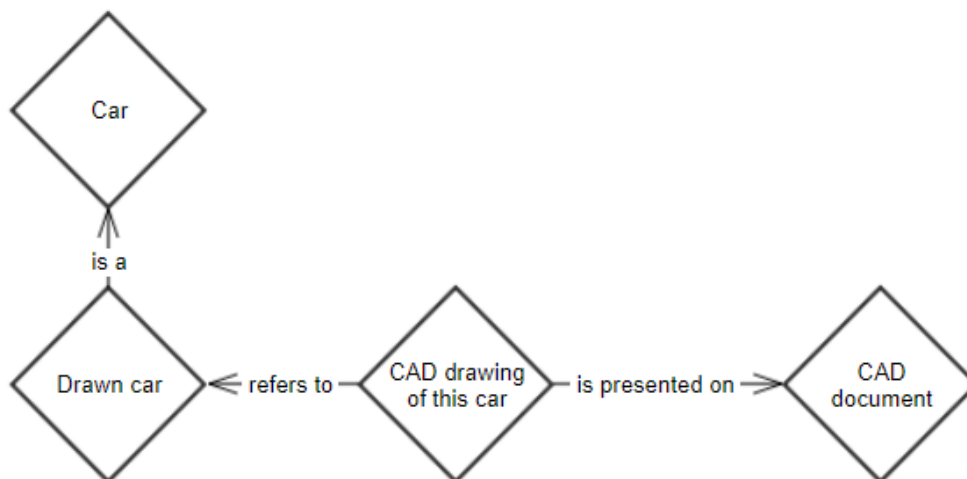 Car
is a
Drawn car
refers to
CAD drawing
of this car
is presented on
CAD
document